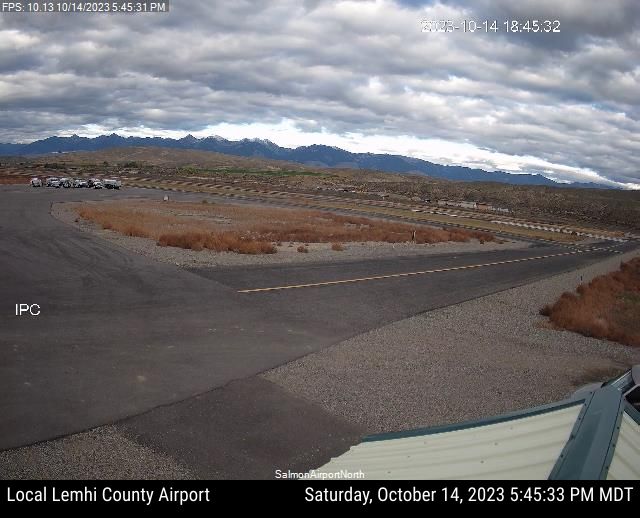 FPS: 10.13 10/14/2023 5:45:31 PM
2023-10-14 18:45:32
IPC
SalmonAirportNorth
Local Lemhi County Airport
Saturday, October 14, 2023 5:45:33 PM MDT